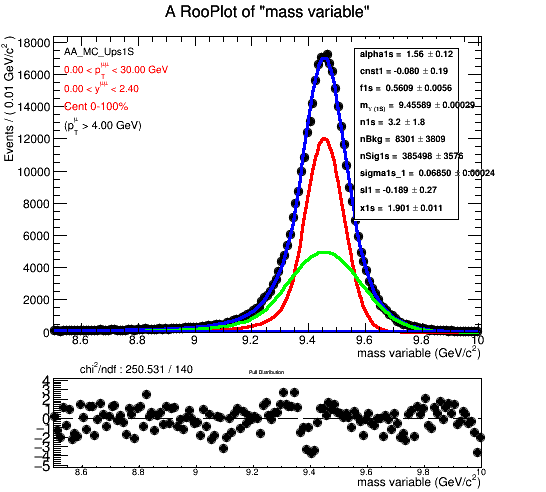 A RooPlot of "mass variable"
Events / ( 0.01 GeV/c² )
18000
16000
14000
12000
10000
8000
6000
4000
2000
0
AA_MC_Ups1S
0.00 < p_T^μμ < 30.00 GeV
0.00 < y^μμ < 2.40
Cent 0-100%
(p_T^μ > 4.00 GeV)
alpha1s = 1.56 ± 0.12
cnst1 = -0.080 ± 0.19
f1s = 0.5609 ± 0.0056
m_ϒ (1S) = 9.45589 ± 0.00029
n1s = 3.2 ± 1.8
nBkg = 8301 ± 3809
nSig1s = 385498 ± 3576
sigma1s_1 = 0.06850 ± 0.00024
sl1 = -0.189 ± 0.27
x1s = 1.901 ± 0.011
8.6 8.8 9 9.2 9.4 9.6 9.8 10
mass variable (GeV/c²)
chi²/ndf : 250.531 / 140
Pull Distribution
4
3
2
1
0
−1
−2
−3
−4
−5
8.6 8.8 9 9.2 9.4 9.6 9.8 10
mass variable (GeV/c²)